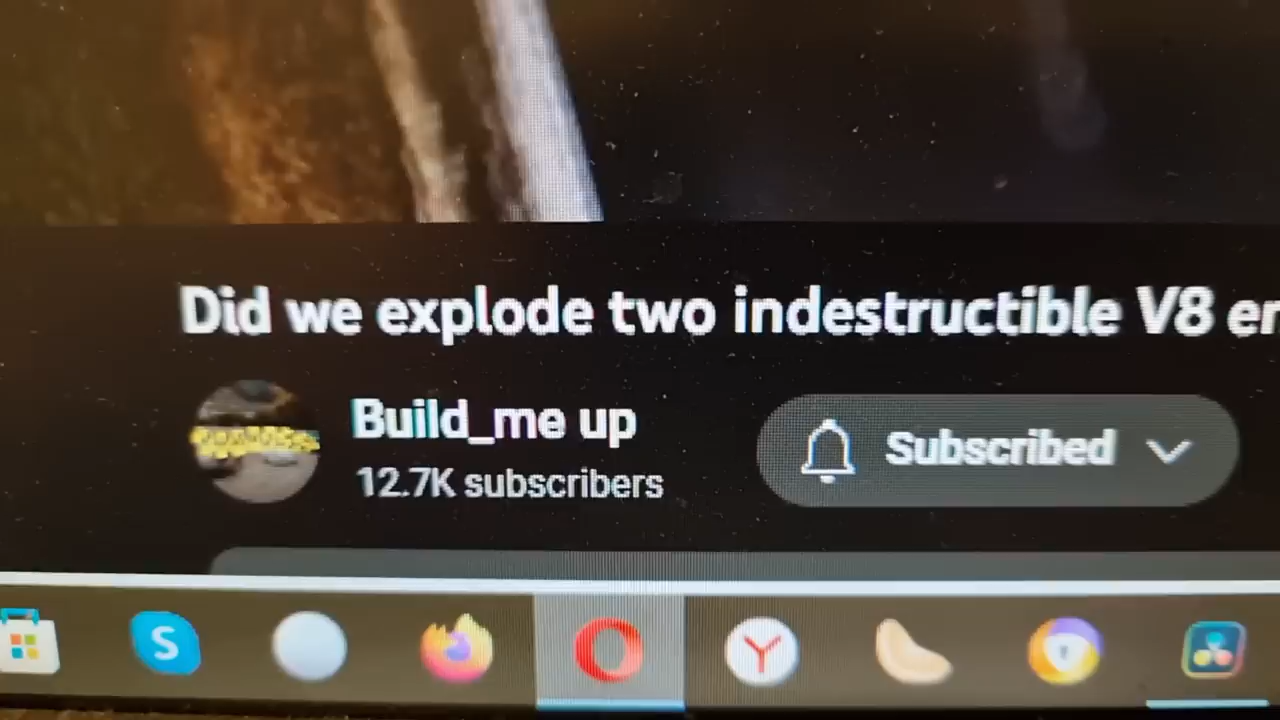 Did we explode two indestructible V8 en
Build_me up
12.7K subscribers
Subscribed
S
Y